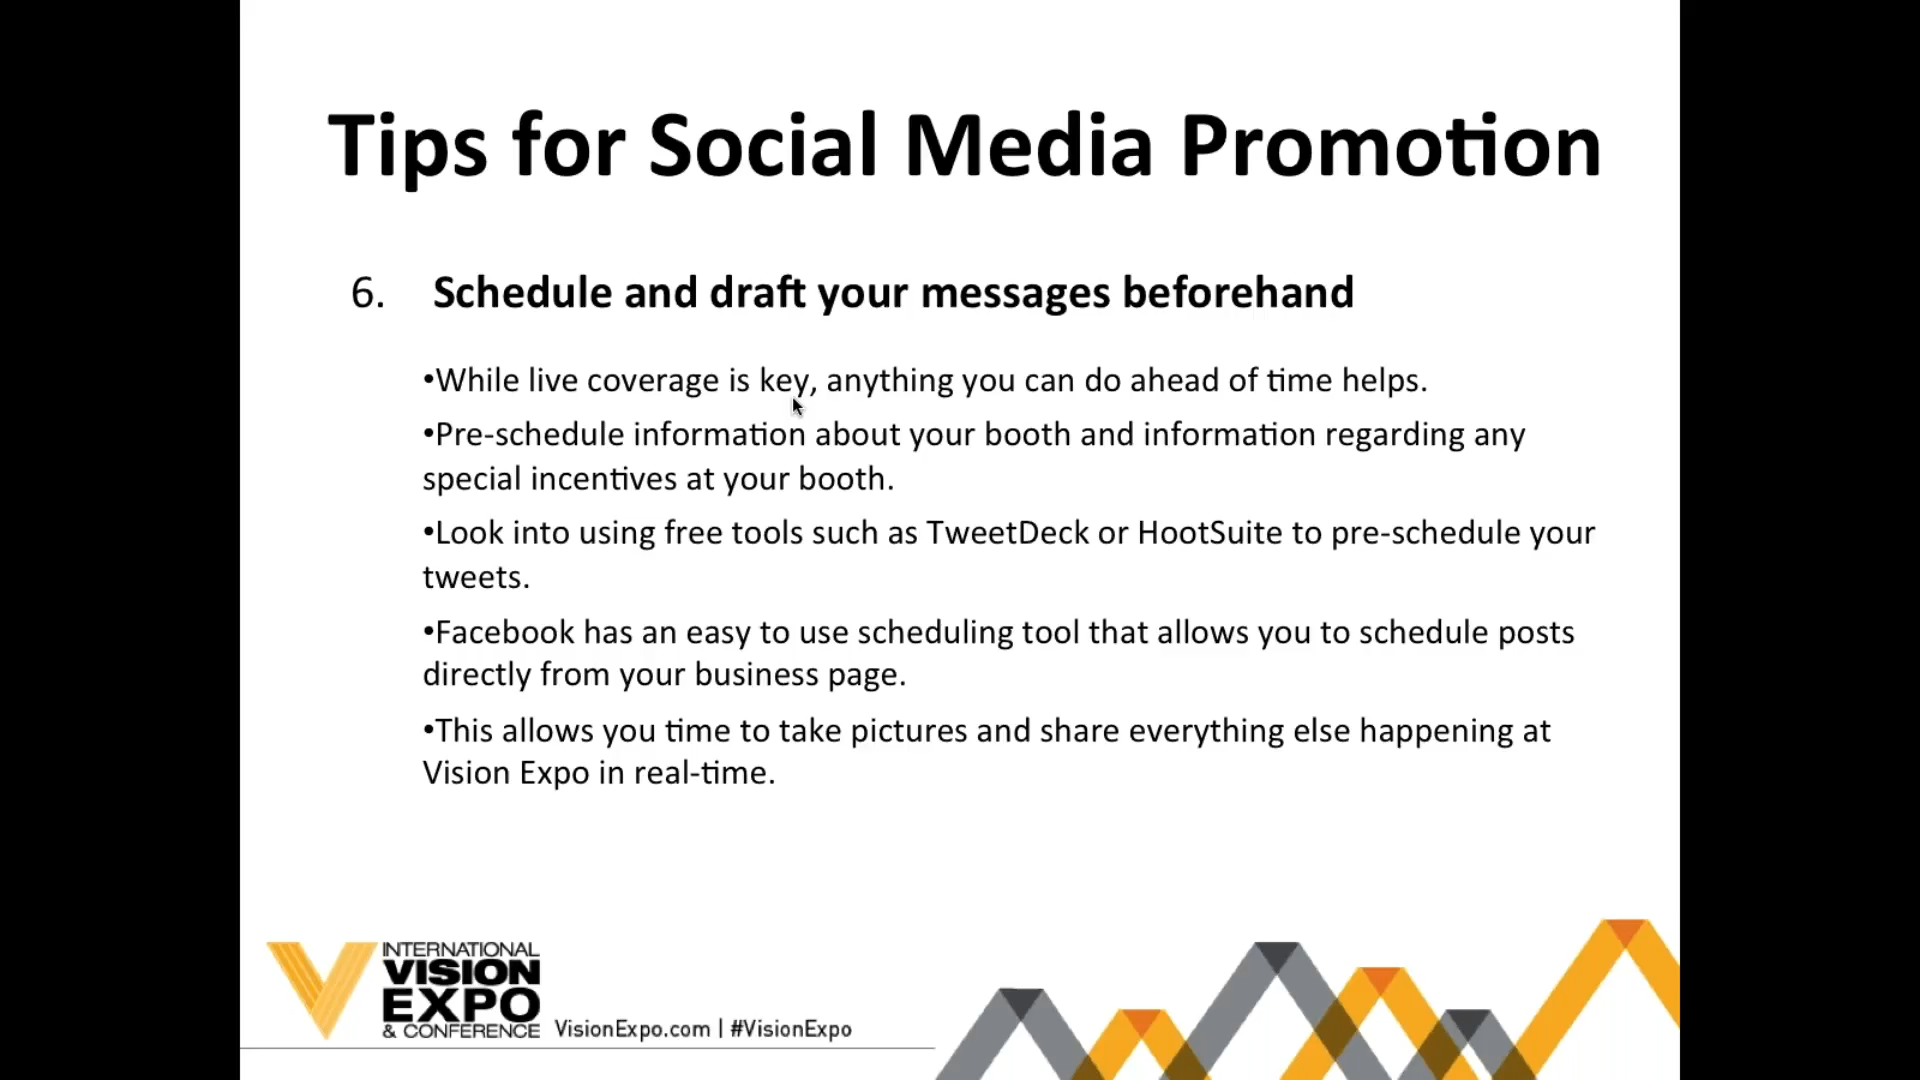 Tips for Social Media Promotion
6. Schedule and draft your messages beforehand
•While live coverage is key, anything you can do ahead of time helps.
•Pre-schedule information about your booth and information regarding any
special incentives at your booth.
•Look into using free tools such as TweetDeck or HootSuite to pre-schedule your
tweets.
•Facebook has an easy to use scheduling tool that allows you to schedule posts
directly from your business page.
•This allows you time to take pictures and share everything else happening at
Vision Expo in real-time.
INTERNATIONAL
VISION
EXPO
& CONFERENCE
VisionExpo.com | #VisionExpo